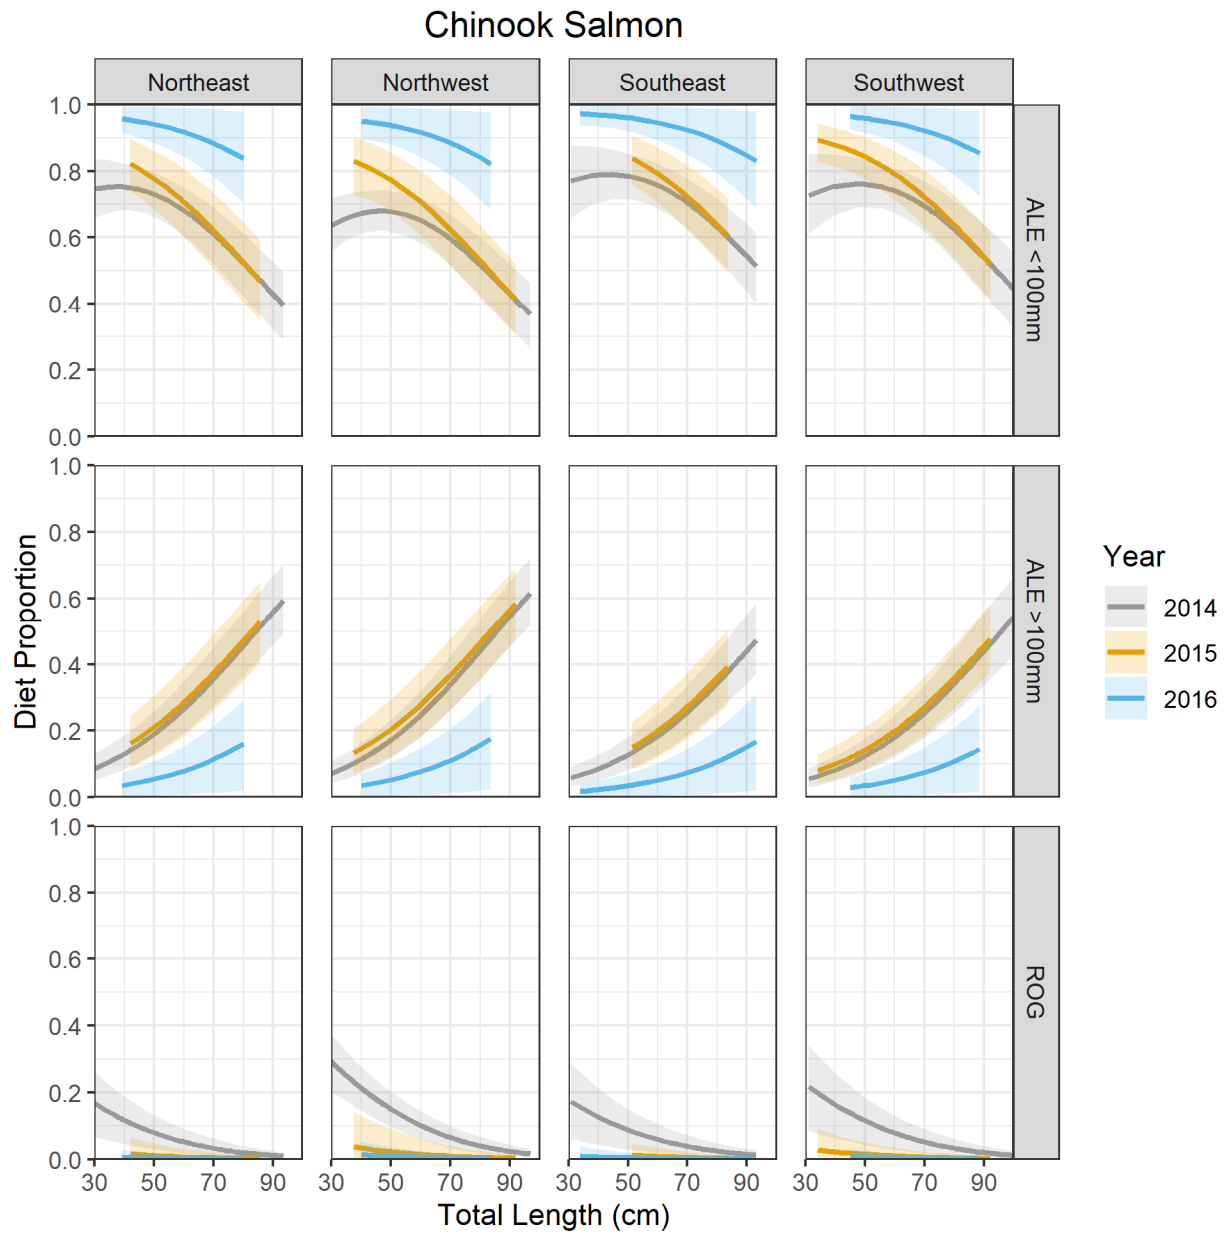 Chinook Salmon
Northeast Northwest Southeast Southwest
1.0
0.8
0.6
0.4
0.2
0.0
ALE <100mm
1.0
0.8
0.6
0.4
0.2
0.0
ALE >100mm
1.0
0.8
0.6
0.4
0.2
0.0
ROG
30 50 70 90 30 50 70 90 30 50 70 90 30 50 70 90
Total Length (cm)
Diet Proportion
Year
2014
2015
2016